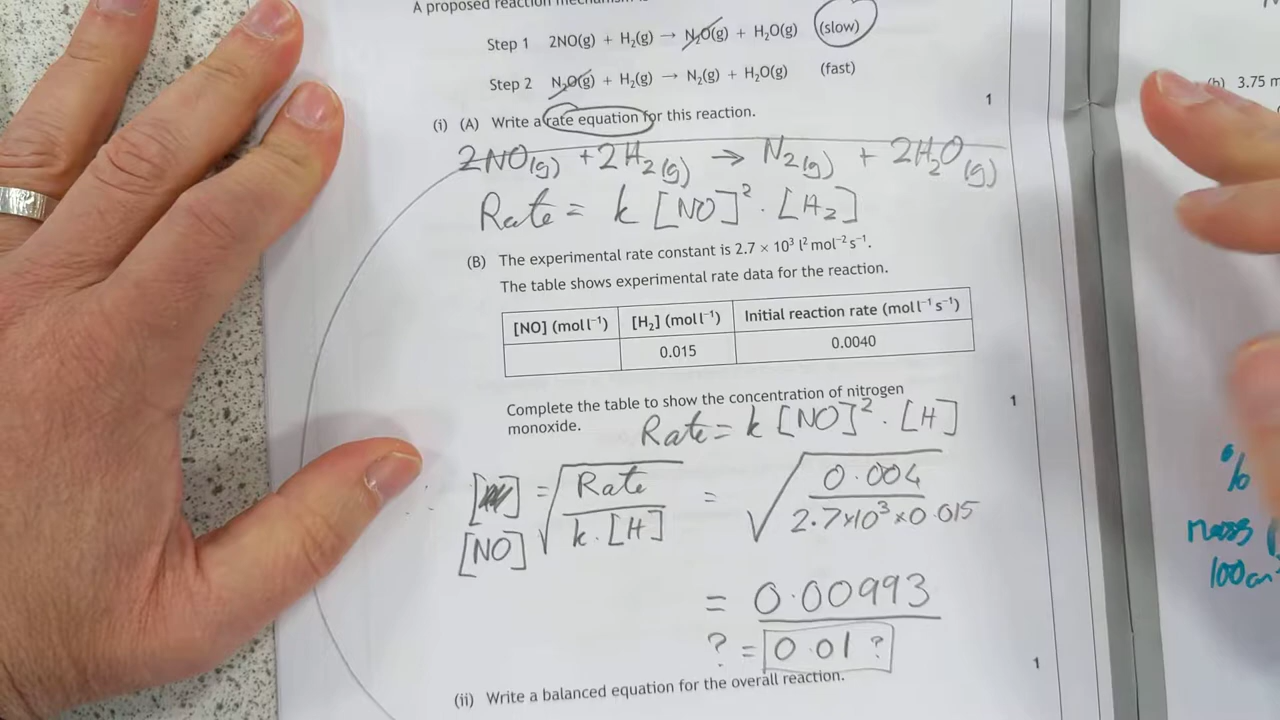 A proposed reaction
Step 1 2NO(g) + H₂(g) → N₂O(g) + H₂O(g) (slow)
Step 2 N₂O(g) + H₂(g) → N₂(g) + H₂O(g) (fast)
(i) (A) Write a rate equation for this reaction. 1
2NO(g) + 2H₂(g) → N₂(g) + 2H₂O(g)
Rate = k [NO]² · [H₂]
(B) The experimental rate constant is 2.7 × 10³ l² mol⁻² s⁻¹.
The table shows experimental rate data for the reaction.
[NO] (mol l⁻¹) [H₂] (mol l⁻¹) Initial reaction rate (mol l⁻¹ s⁻¹)
0.015 0.0040
Complete the table to show the concentration of nitrogen 1
monoxide.
Rate = k [NO]² · [H]
[NO] = √ Rate / k · [H] = √ 0.004 / 2.7×10³ × 0.015
= 0.00993
? = 0.01 ?
1
(ii) Write a balanced equation for the overall reaction.
(b) 3.75
%
Mass
100cm